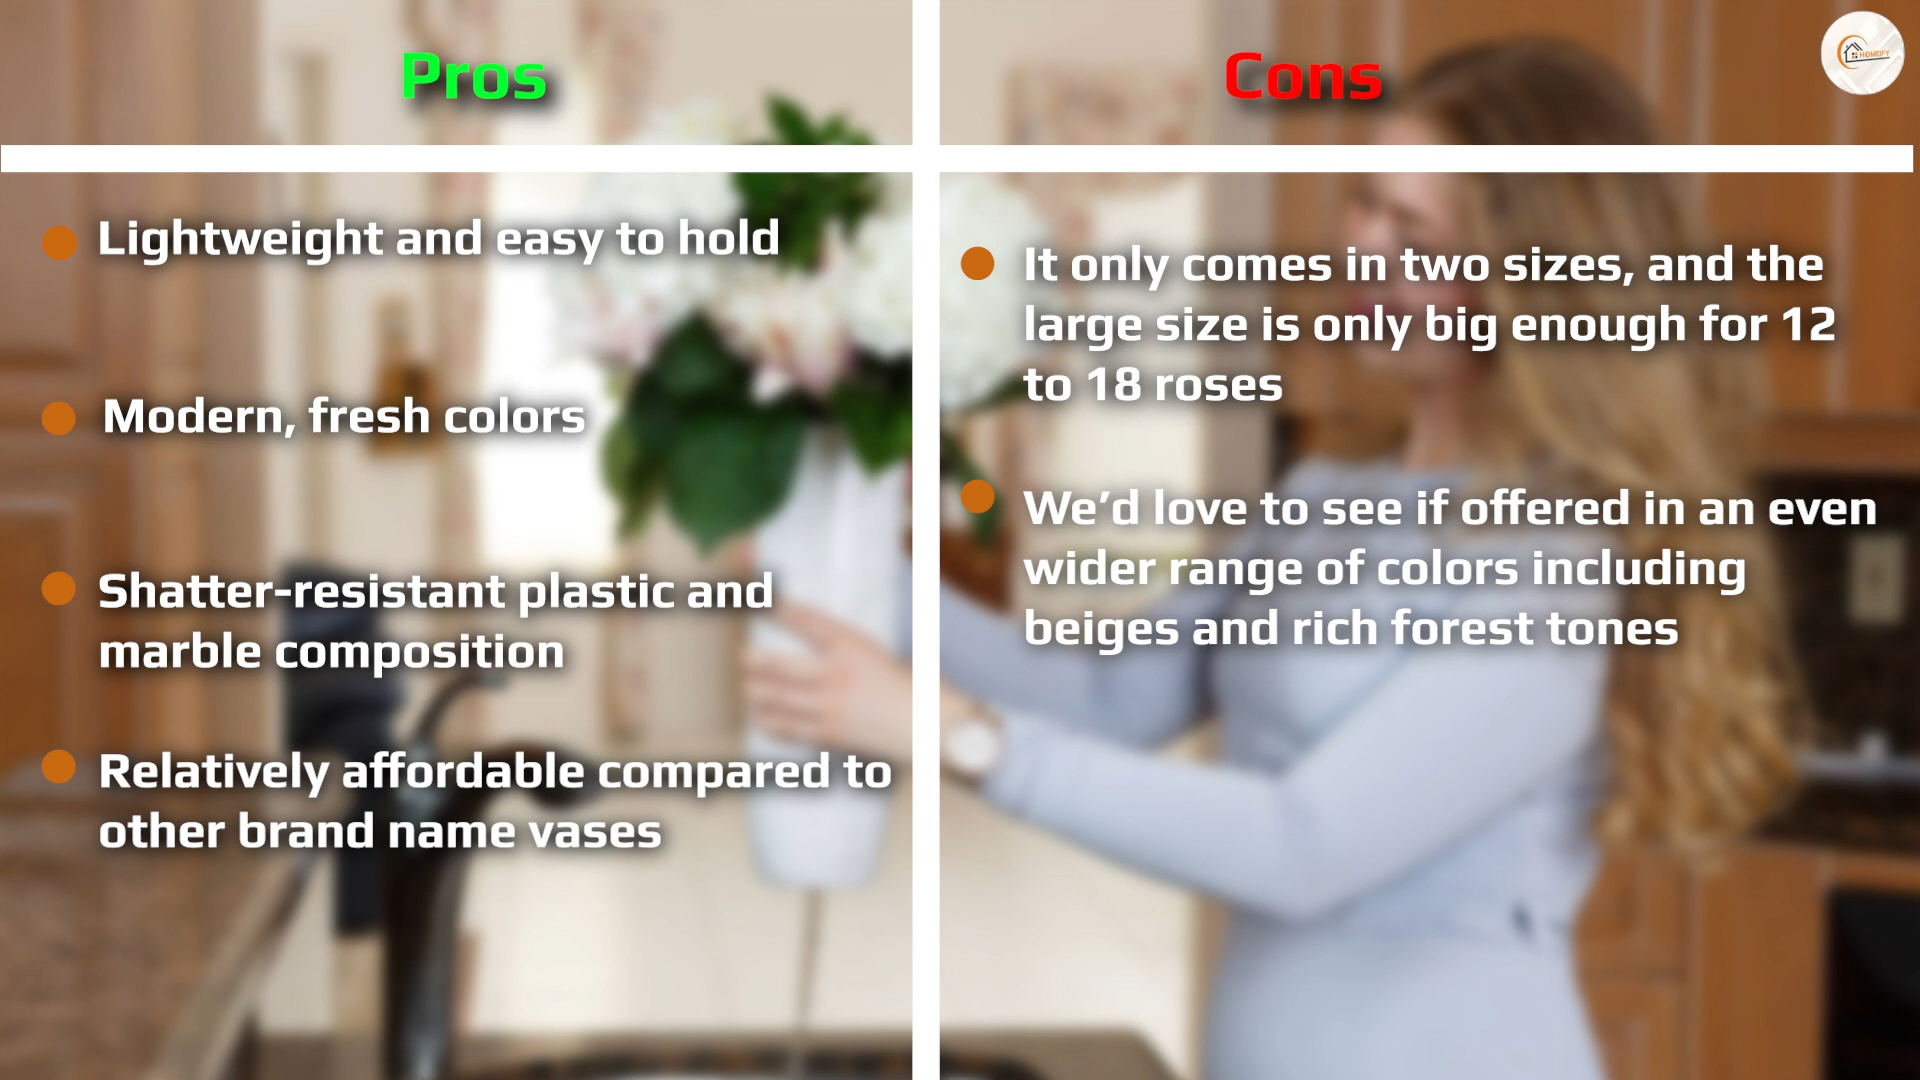 Pros
Lightweight and easy to hold
Modern, fresh colors
Shatter-resistant plastic and
marble composition
Relatively affordable compared to
other brand name vases
Cons
HOMEIFY
It only comes in two sizes, and the
large size is only big enough for 12
to 18 roses
We’d love to see if offered in an even
wider range of colors including
beiges and rich forest tones